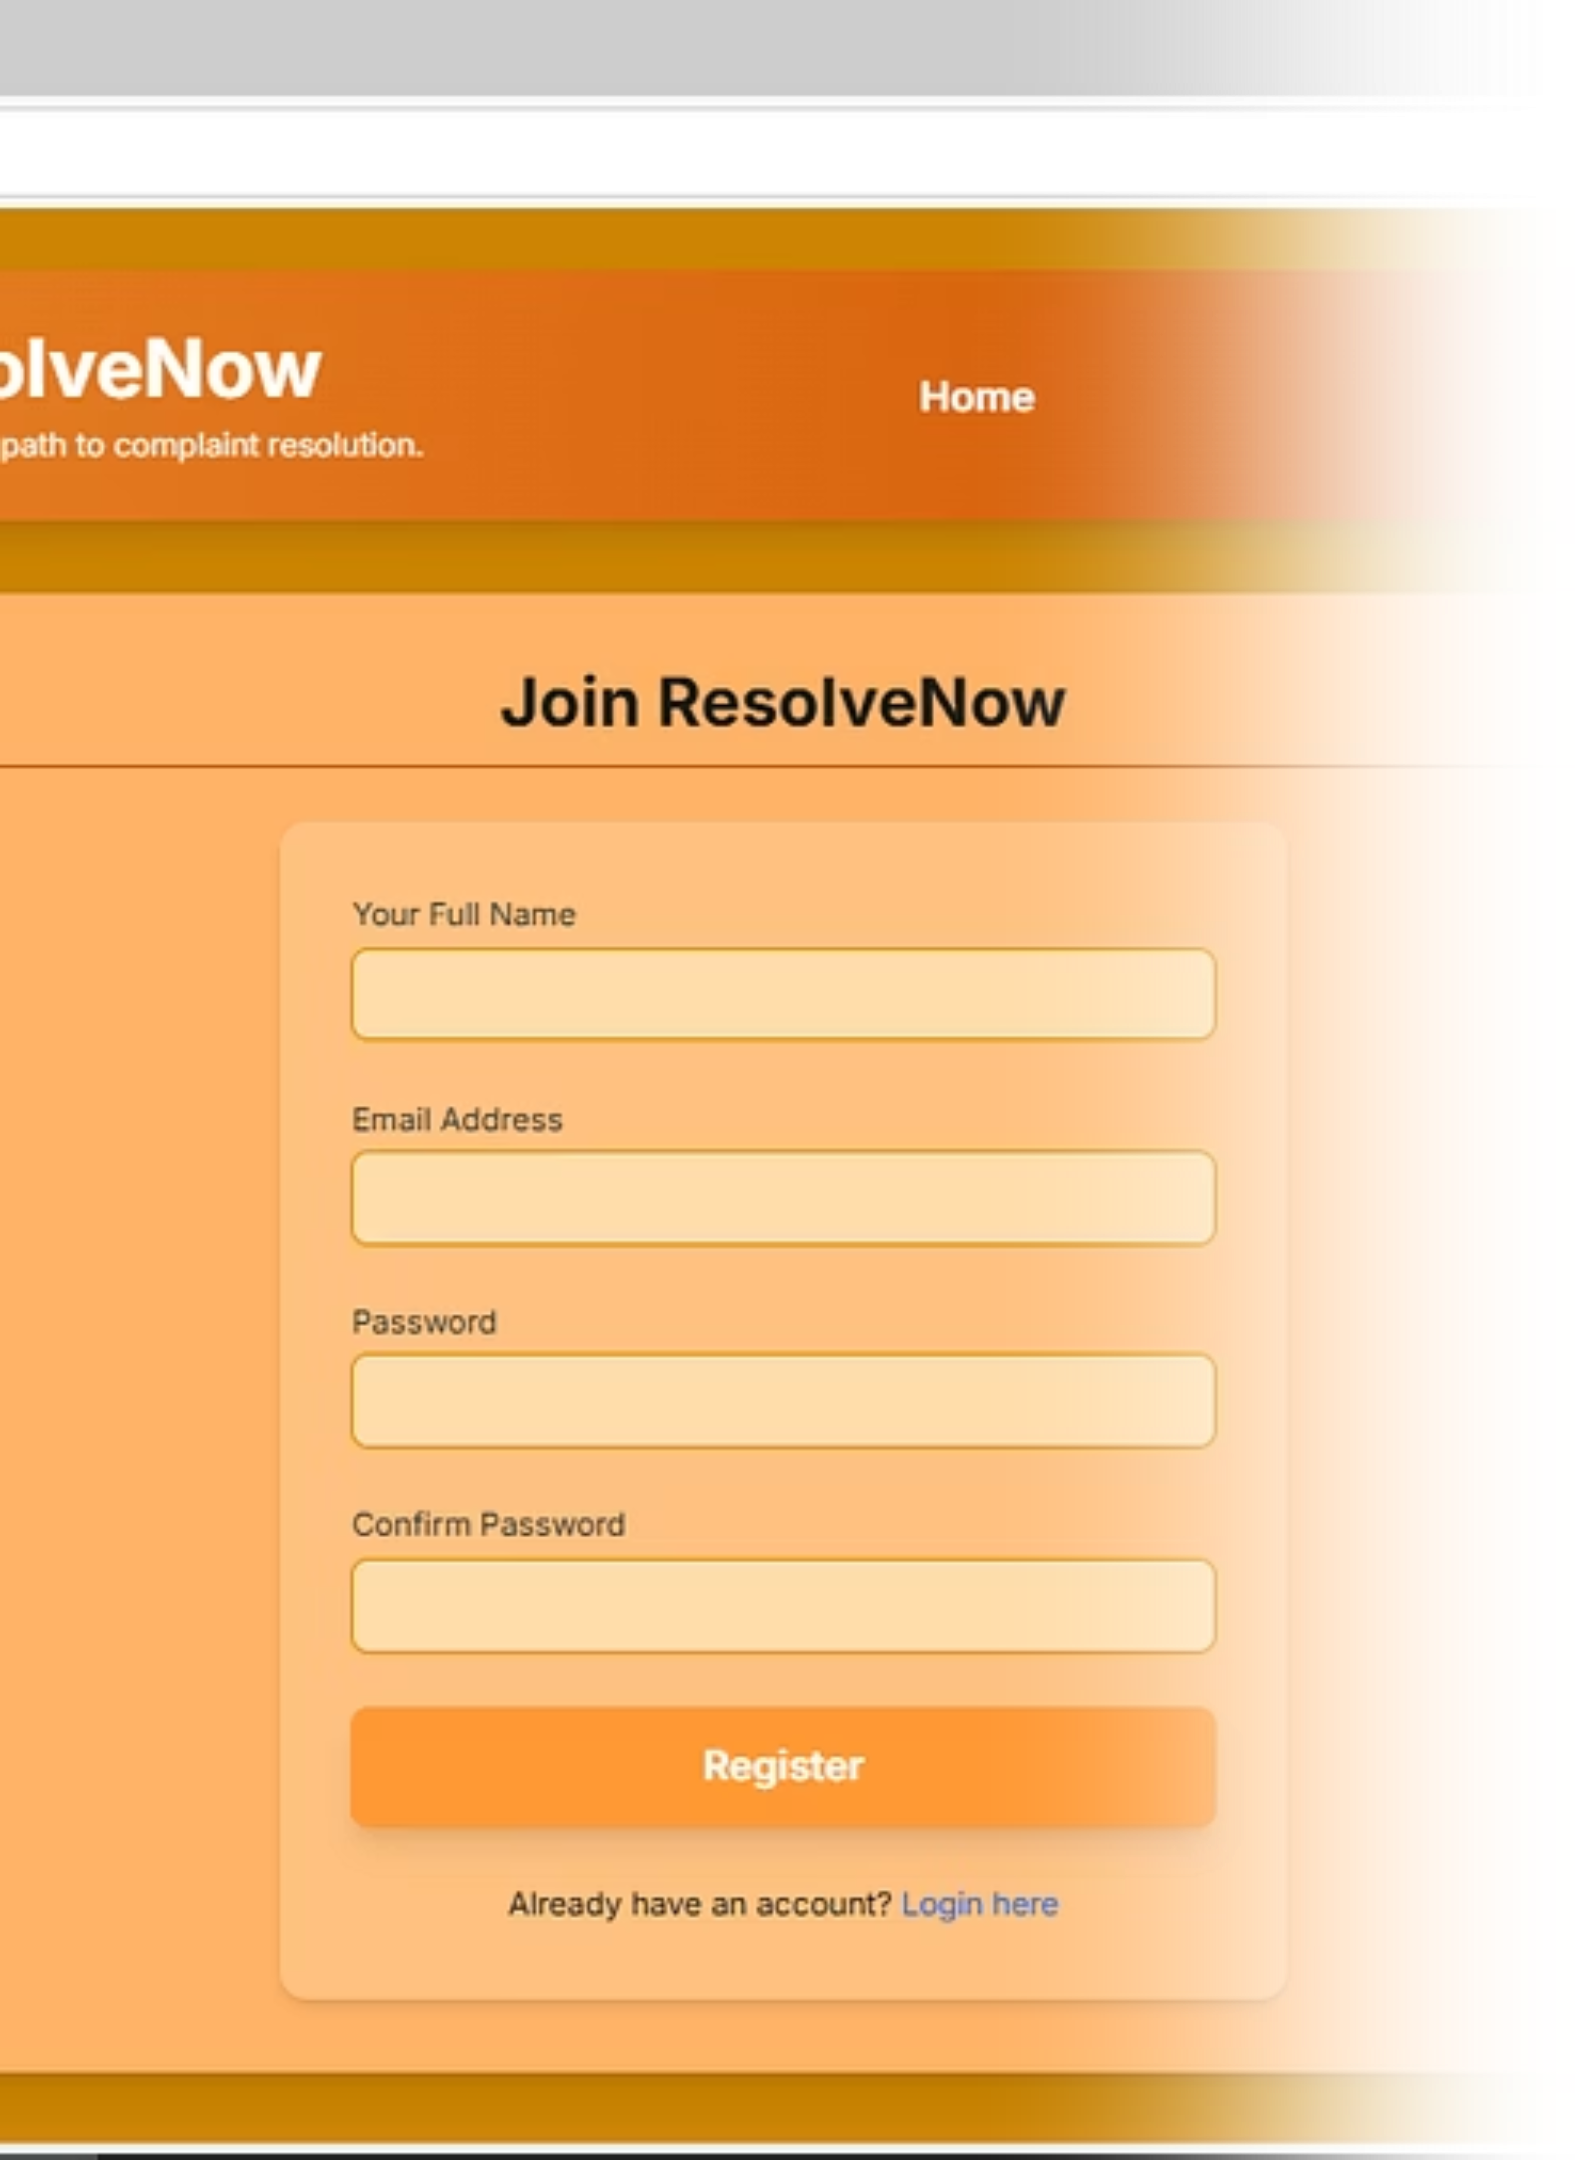 olveNow
Home
path to complaint resolution.
Join ResolveNow
Your Full Name
Email Address
Password
Confirm Password
Register
Already have an account? Login here